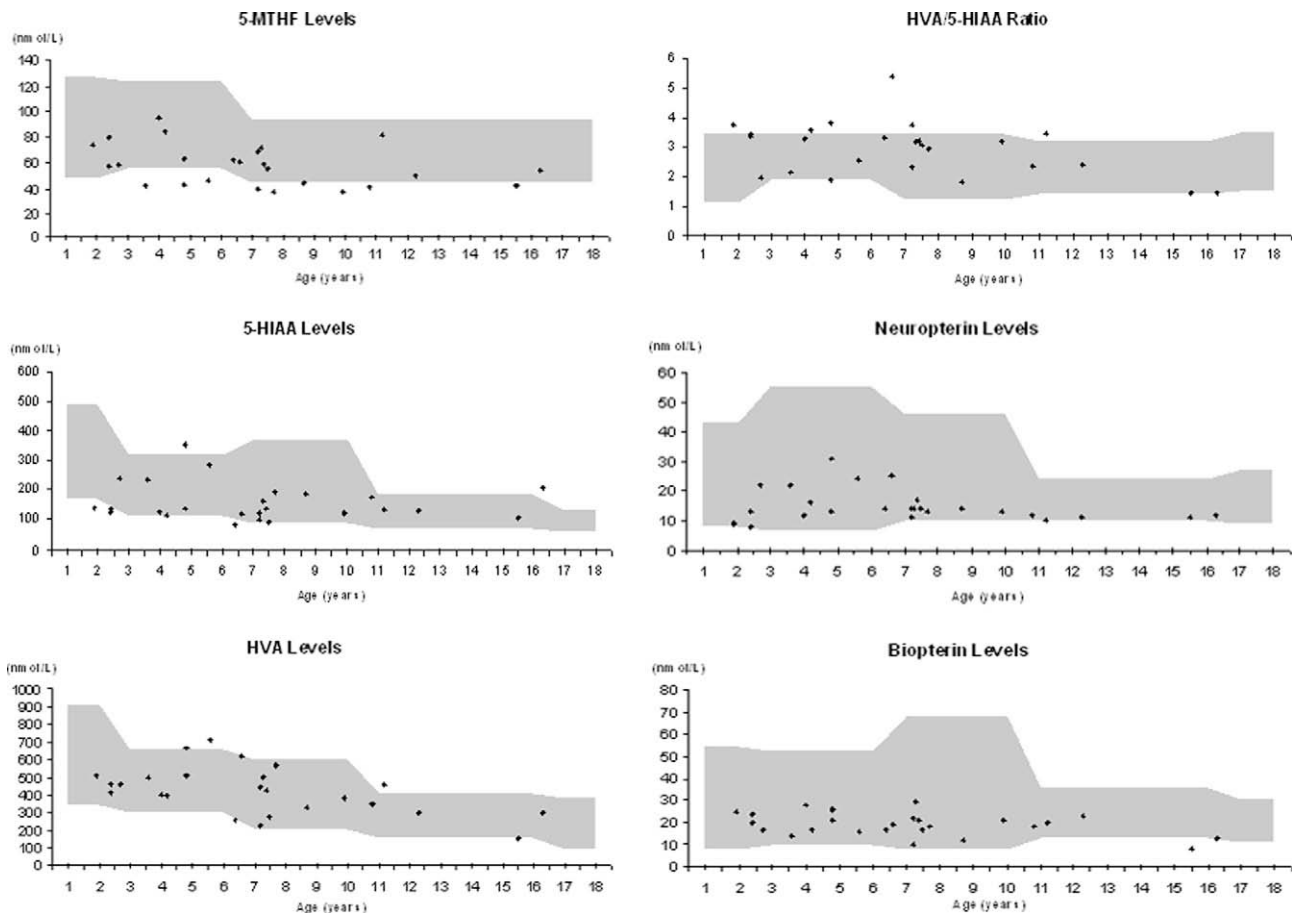 5-MTHF Levels
(nm ol/L)
140
120
100
80
60
40
20
0
1 2 3 4 5 6 7 8 9 10 11 12 13 14 15 16 17 18
Age (years)
HVA/5-HIAA Ratio
6
5
4
3
2
1
0
1 2 3 4 5 6 7 8 9 10 11 12 13 14 15 16 17 18
Age (years)
5-HIAA Levels
(nm ol/L)
600
500
400
300
200
100
0
1 2 3 4 5 6 7 8 9 10 11 12 13 14 15 16 17 18
Age (years)
Neuropterin Levels
(nm ol/L)
60
50
40
30
20
10
0
1 2 3 4 5 6 7 8 9 10 11 12 13 14 15 16 17 18
Age (years)
HVA Levels
(nm ol/L)
1000
900
800
700
600
500
400
300
200
100
0
1 2 3 4 5 6 7 8 9 10 11 12 13 14 15 16 17 18
Age (years)
Biopterin Levels
(nm ol/L)
80
70
60
50
40
30
20
10
0
1 2 3 4 5 6 7 8 9 10 11 12 13 14 15 16 17 18
Age (years)